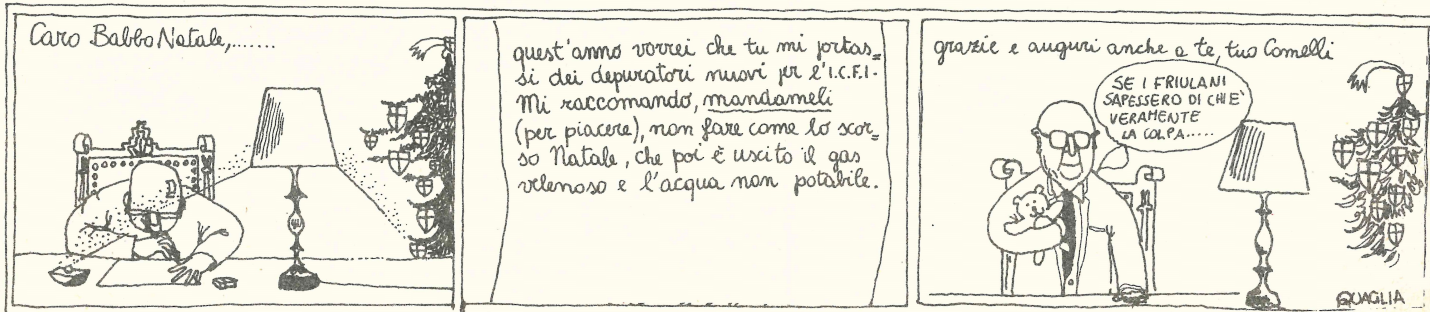 Caro Babbo Natale,.......
quest'anno vorrei che tu mi portas=
si dei depuratori nuovi per l'I.C.F.I.-
Mi raccomando, mandameli
(per piacere), non fare come lo scor=
so Natale, che poi è uscito il gas
velenoso e l'acqua non potabile.
grazie e auguri anche a te, tuo Comelli
SE I FRIULANI
SAPESSERO DI CHI È
VERAMENTE
LA COLPA.....
QUAGLIA